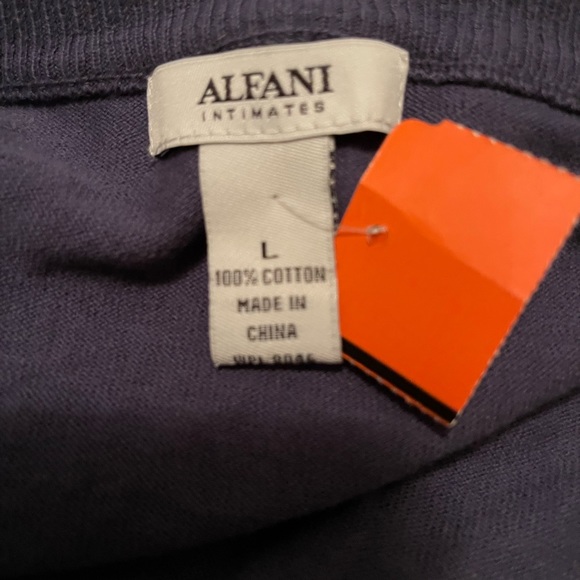 ALFANI
INTIMATES
L
100% COTTON
MADE IN
CHINA